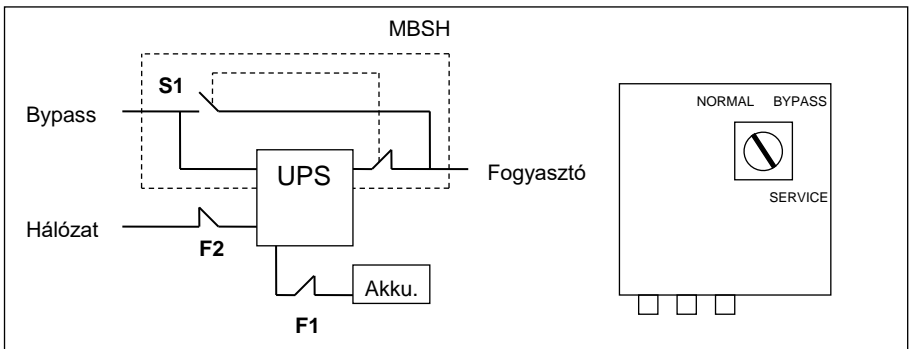 MBSH
S1
Bypass
UPS
Fogyasztó
Hálózat
F2
Akku.
F1
NORMAL BYPASS
SERVICE